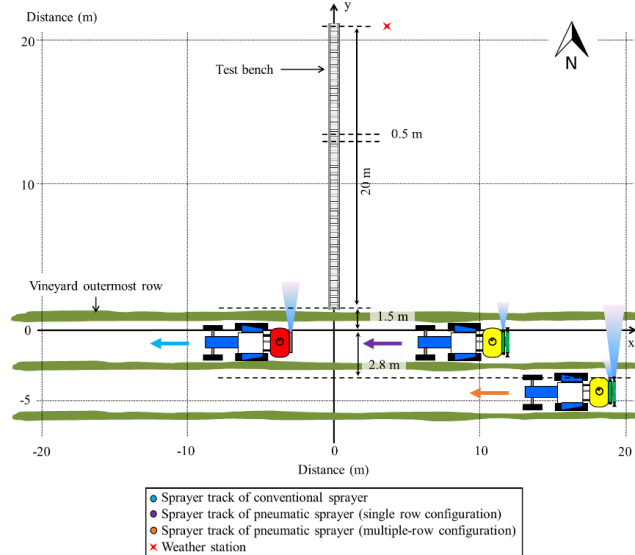 Distance (m)
y
20
Test bench
N
0.5 m
20 m
10
Vineyard outermost row
1.5 m
0
x
2.8 m
-5
-20
-10
0
10
20
Distance (m)
Sprayer track of conventional sprayer
Sprayer track of pneumatic sprayer (single row configuration)
Sprayer track of pneumatic sprayer (multiple-row configuration)
Weather station